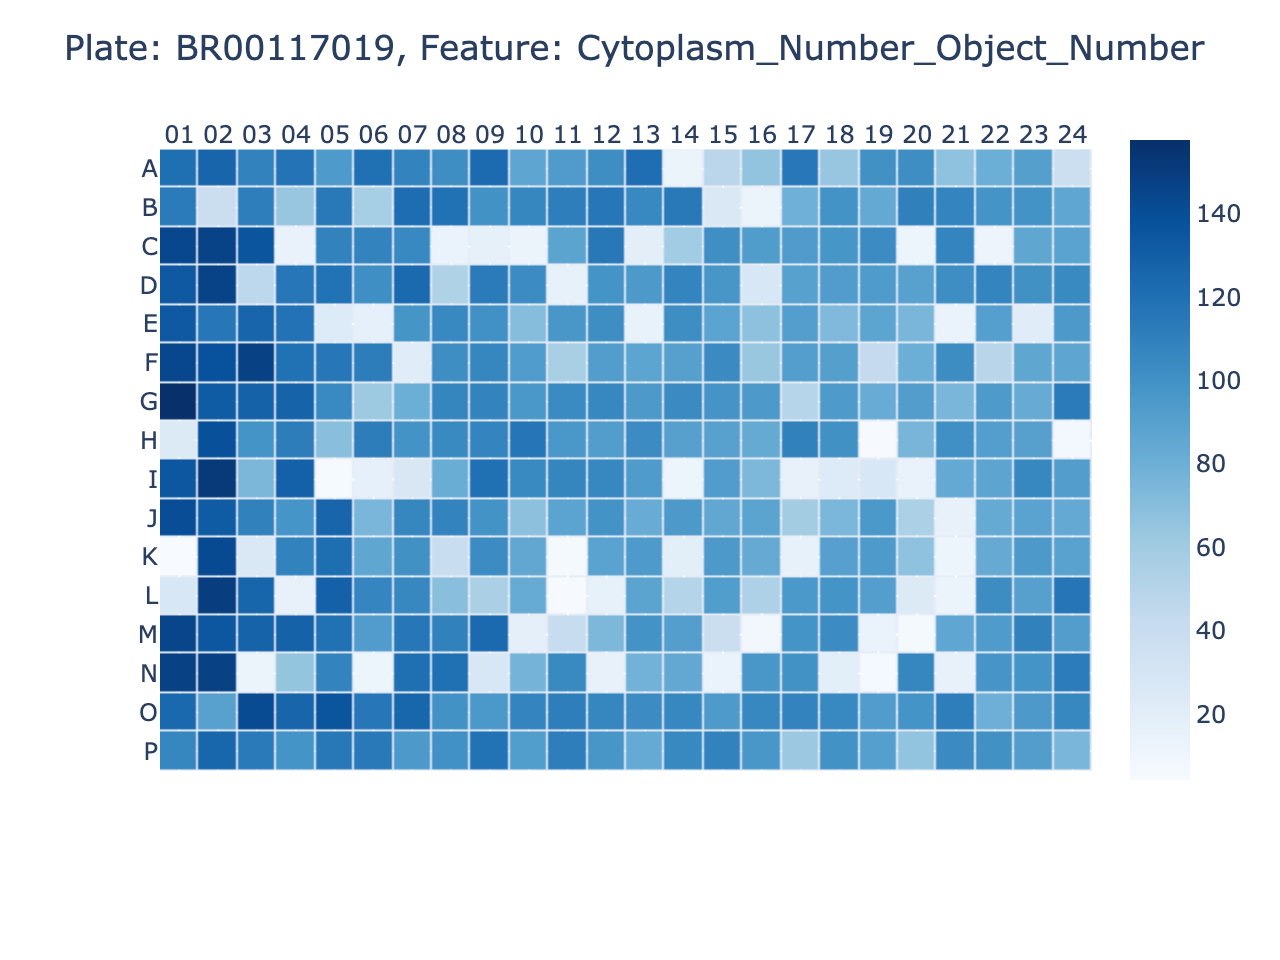 Plate: BR00117019, Feature: Cytoplasm_Number_Object_Number
01 02 03 04 05 06 07 08 09 10 11 12 13 14 15 16 17 18 19 20 21 22 23 24
A
B
C
D
E
F
G
H
I
J
K
L
M
N
O
P
140
120
100
80
60
40
20